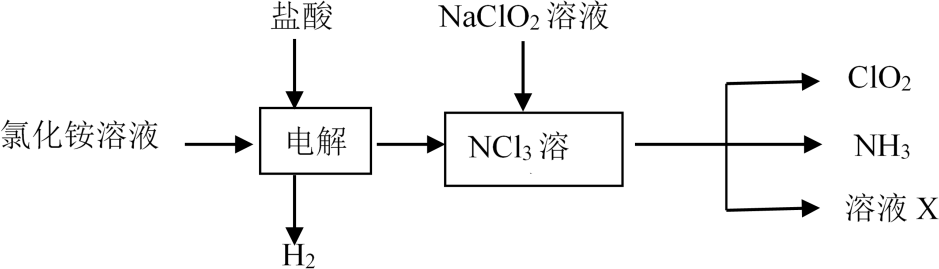 盐酸
NaClO₂ 溶液
ClO₂
氯化铵溶液
电解
NCl₃ 溶
NH₃
溶液 X
H₂